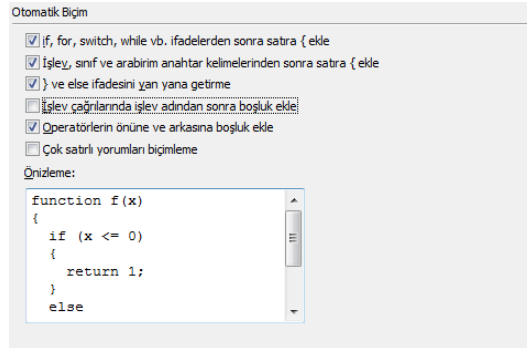 Otomatik Biçim
if, for, switch, while vb. ifadelerden sonra satıra { ekle
İşlev, sınıf ve arabirim anahtar kelimelerinden sonra satıra { ekle
} ve else ifadesini yan yana getirme
İşlev çağrılarında işlev adından sonra boşluk ekle
Operatörlerin önüne ve arkasına boşluk ekle
Çok satırlı yorumları biçimleme
Önizleme:
function f(x)
{
  if (x <= 0)
  {
    return 1;
  }
  else